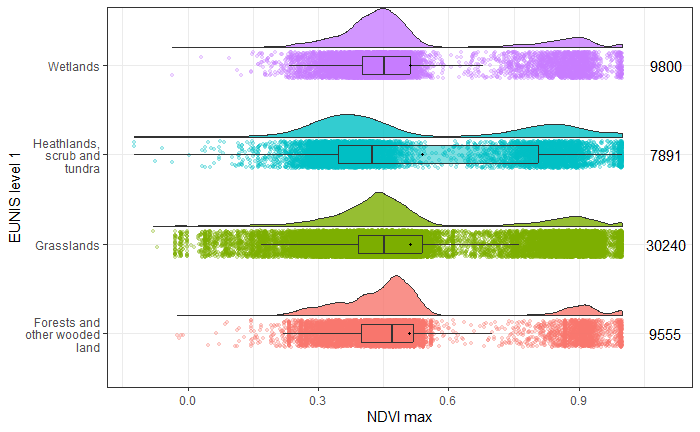 EUNIS level 1
Wetlands
9800
Heathlands,
scrub and
tundra
7891
Grasslands
30240
Forests and
other wooded
land
9555
0.0 0.3 0.6 0.9
NDVI max